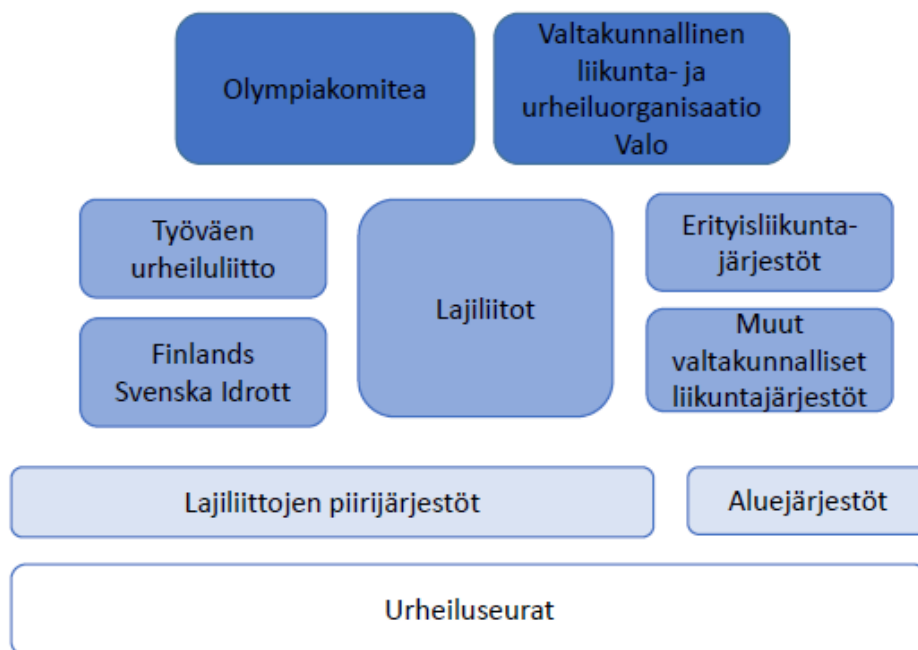 Olympiakomitea
Valtakunnallinen
liikunta- ja
urheiluorganisaatio
Valo
Työväen
urheiluliitto
Lajiliitot
Erityisliikunta-
järjestöt
Finlands
Svenska Idrott
Muut
valtakunnalliset
liikuntajärjestöt
Lajiliittojen piirijärjestöt
Aluejärjestöt
Urheiluseurat